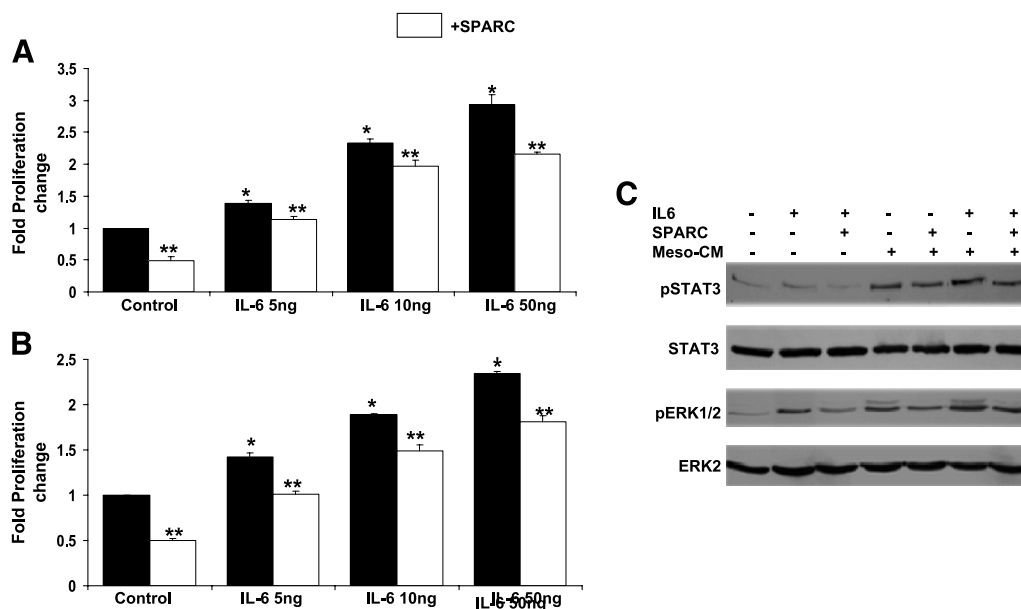 +SPARC
A
Fold Proliferation
change
3.5
3
2.5
2
1.5
1
0.5
0
** * ** * ** * **
Control IL-6 5ng IL-6 10ng IL-6 50ng
B
Fold Proliferation
change
2.5
2
1.5
1
0.5
0
** * ** * ** * **
Control IL-6 5ng IL-6 10ng IL-6 50ng
IL-6 50ng
C
IL6 - + + - - + +
SPARC - - + - + - +
Meso-CM - - - + + + +
pSTAT3
STAT3
pERK1/2
ERK2